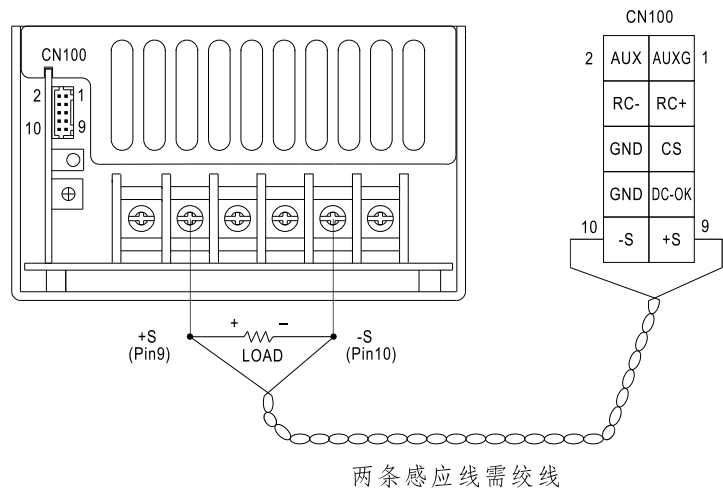 CN100
2 1
10 9
+S
(Pin9)
+ −
LOAD
-S
(Pin10)
CN100
2 AUX AUXG 1
RC- RC+
GND CS
GND DC-OK
10 -S +S 9
两条感应线需绞线